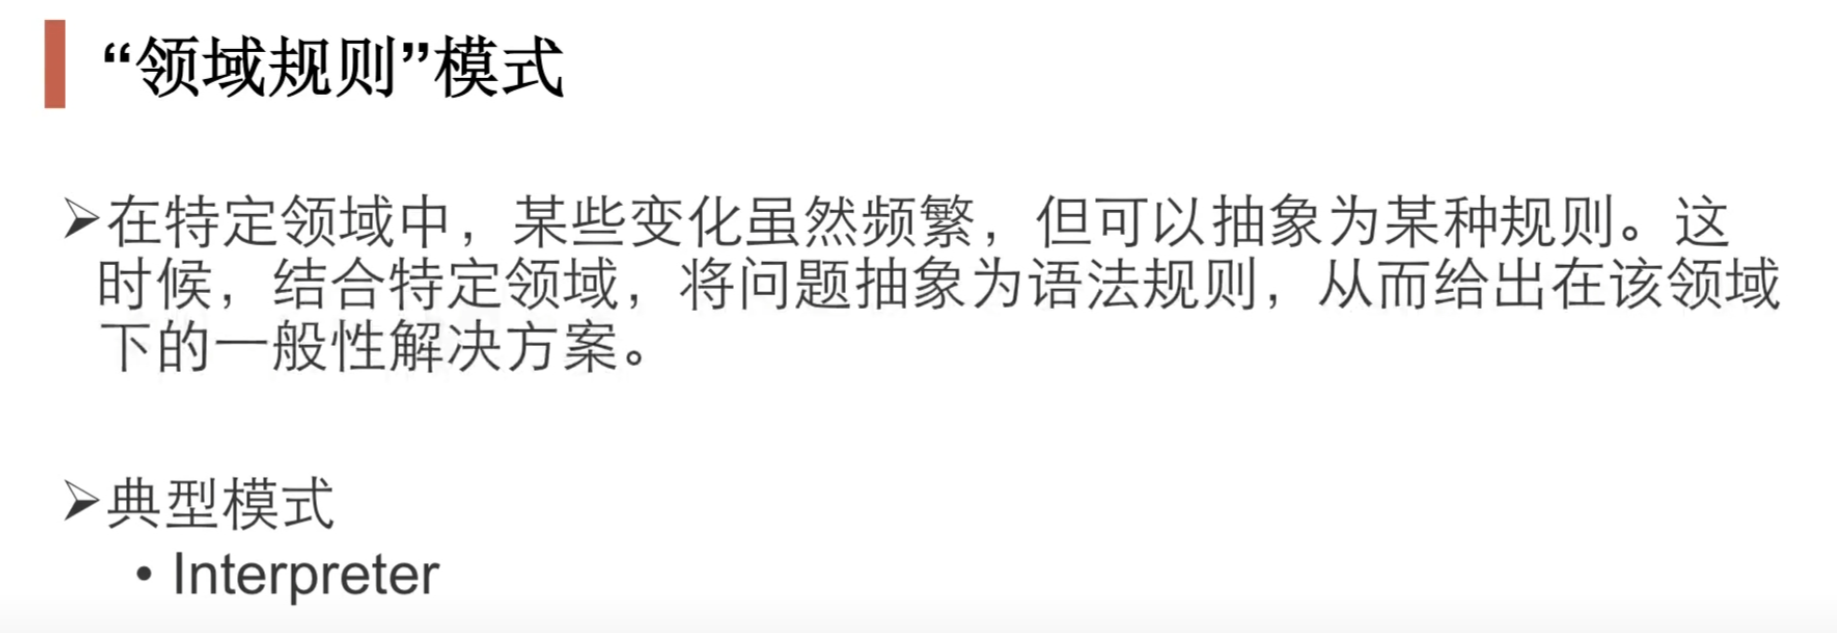 “领域规则”模式
➢在特定领域中，某些变化虽然频繁，但可以抽象为某种规则。这
时候，结合特定领域，将问题抽象为语法规则，从而给出在该领域
下的一般性解决方案。
➢典型模式
• Interpreter